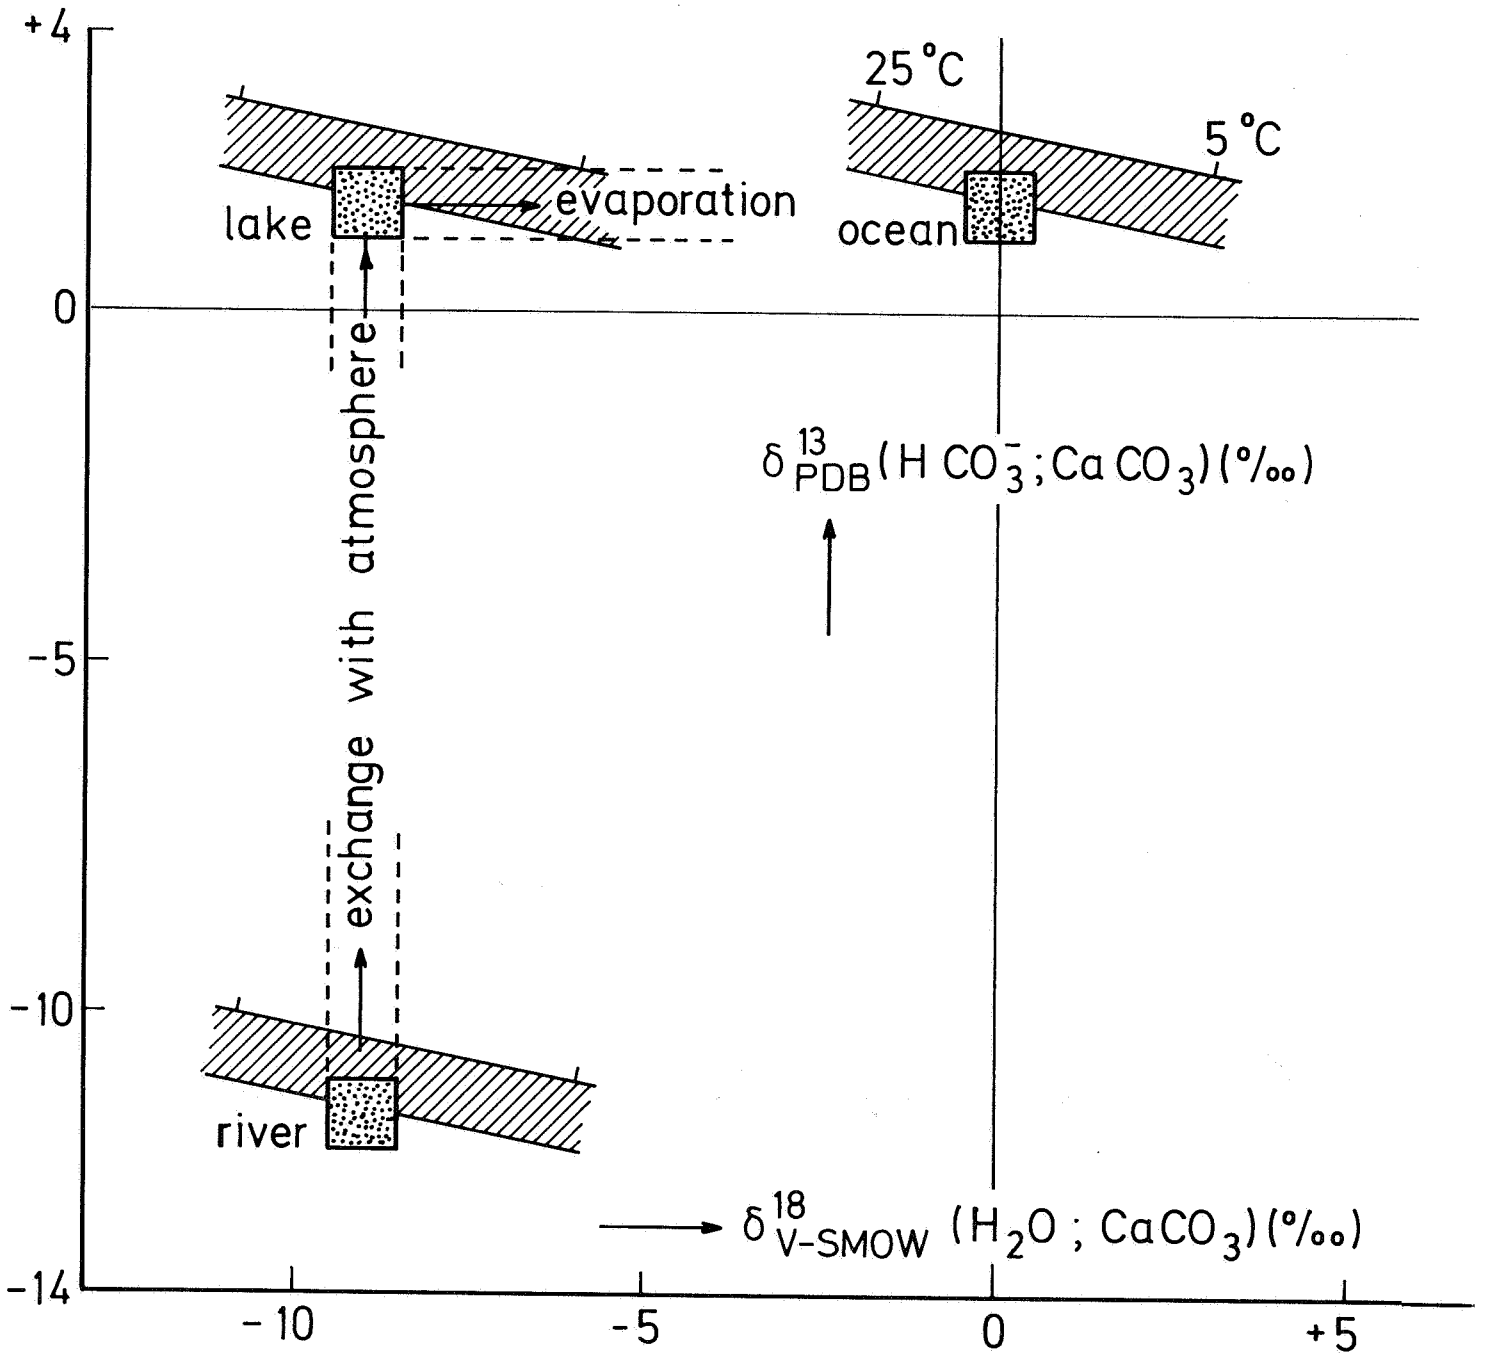 +4
25 °C
5 °C
lake
evaporation
ocean
0
exchange with atmosphere
δ 13 PDB (H CO3-; Ca CO3) (‰)
-5
-10
river
δ 18 V-SMOW (H2O ; CaCO3) (‰)
-14
-10
-5
0
+5